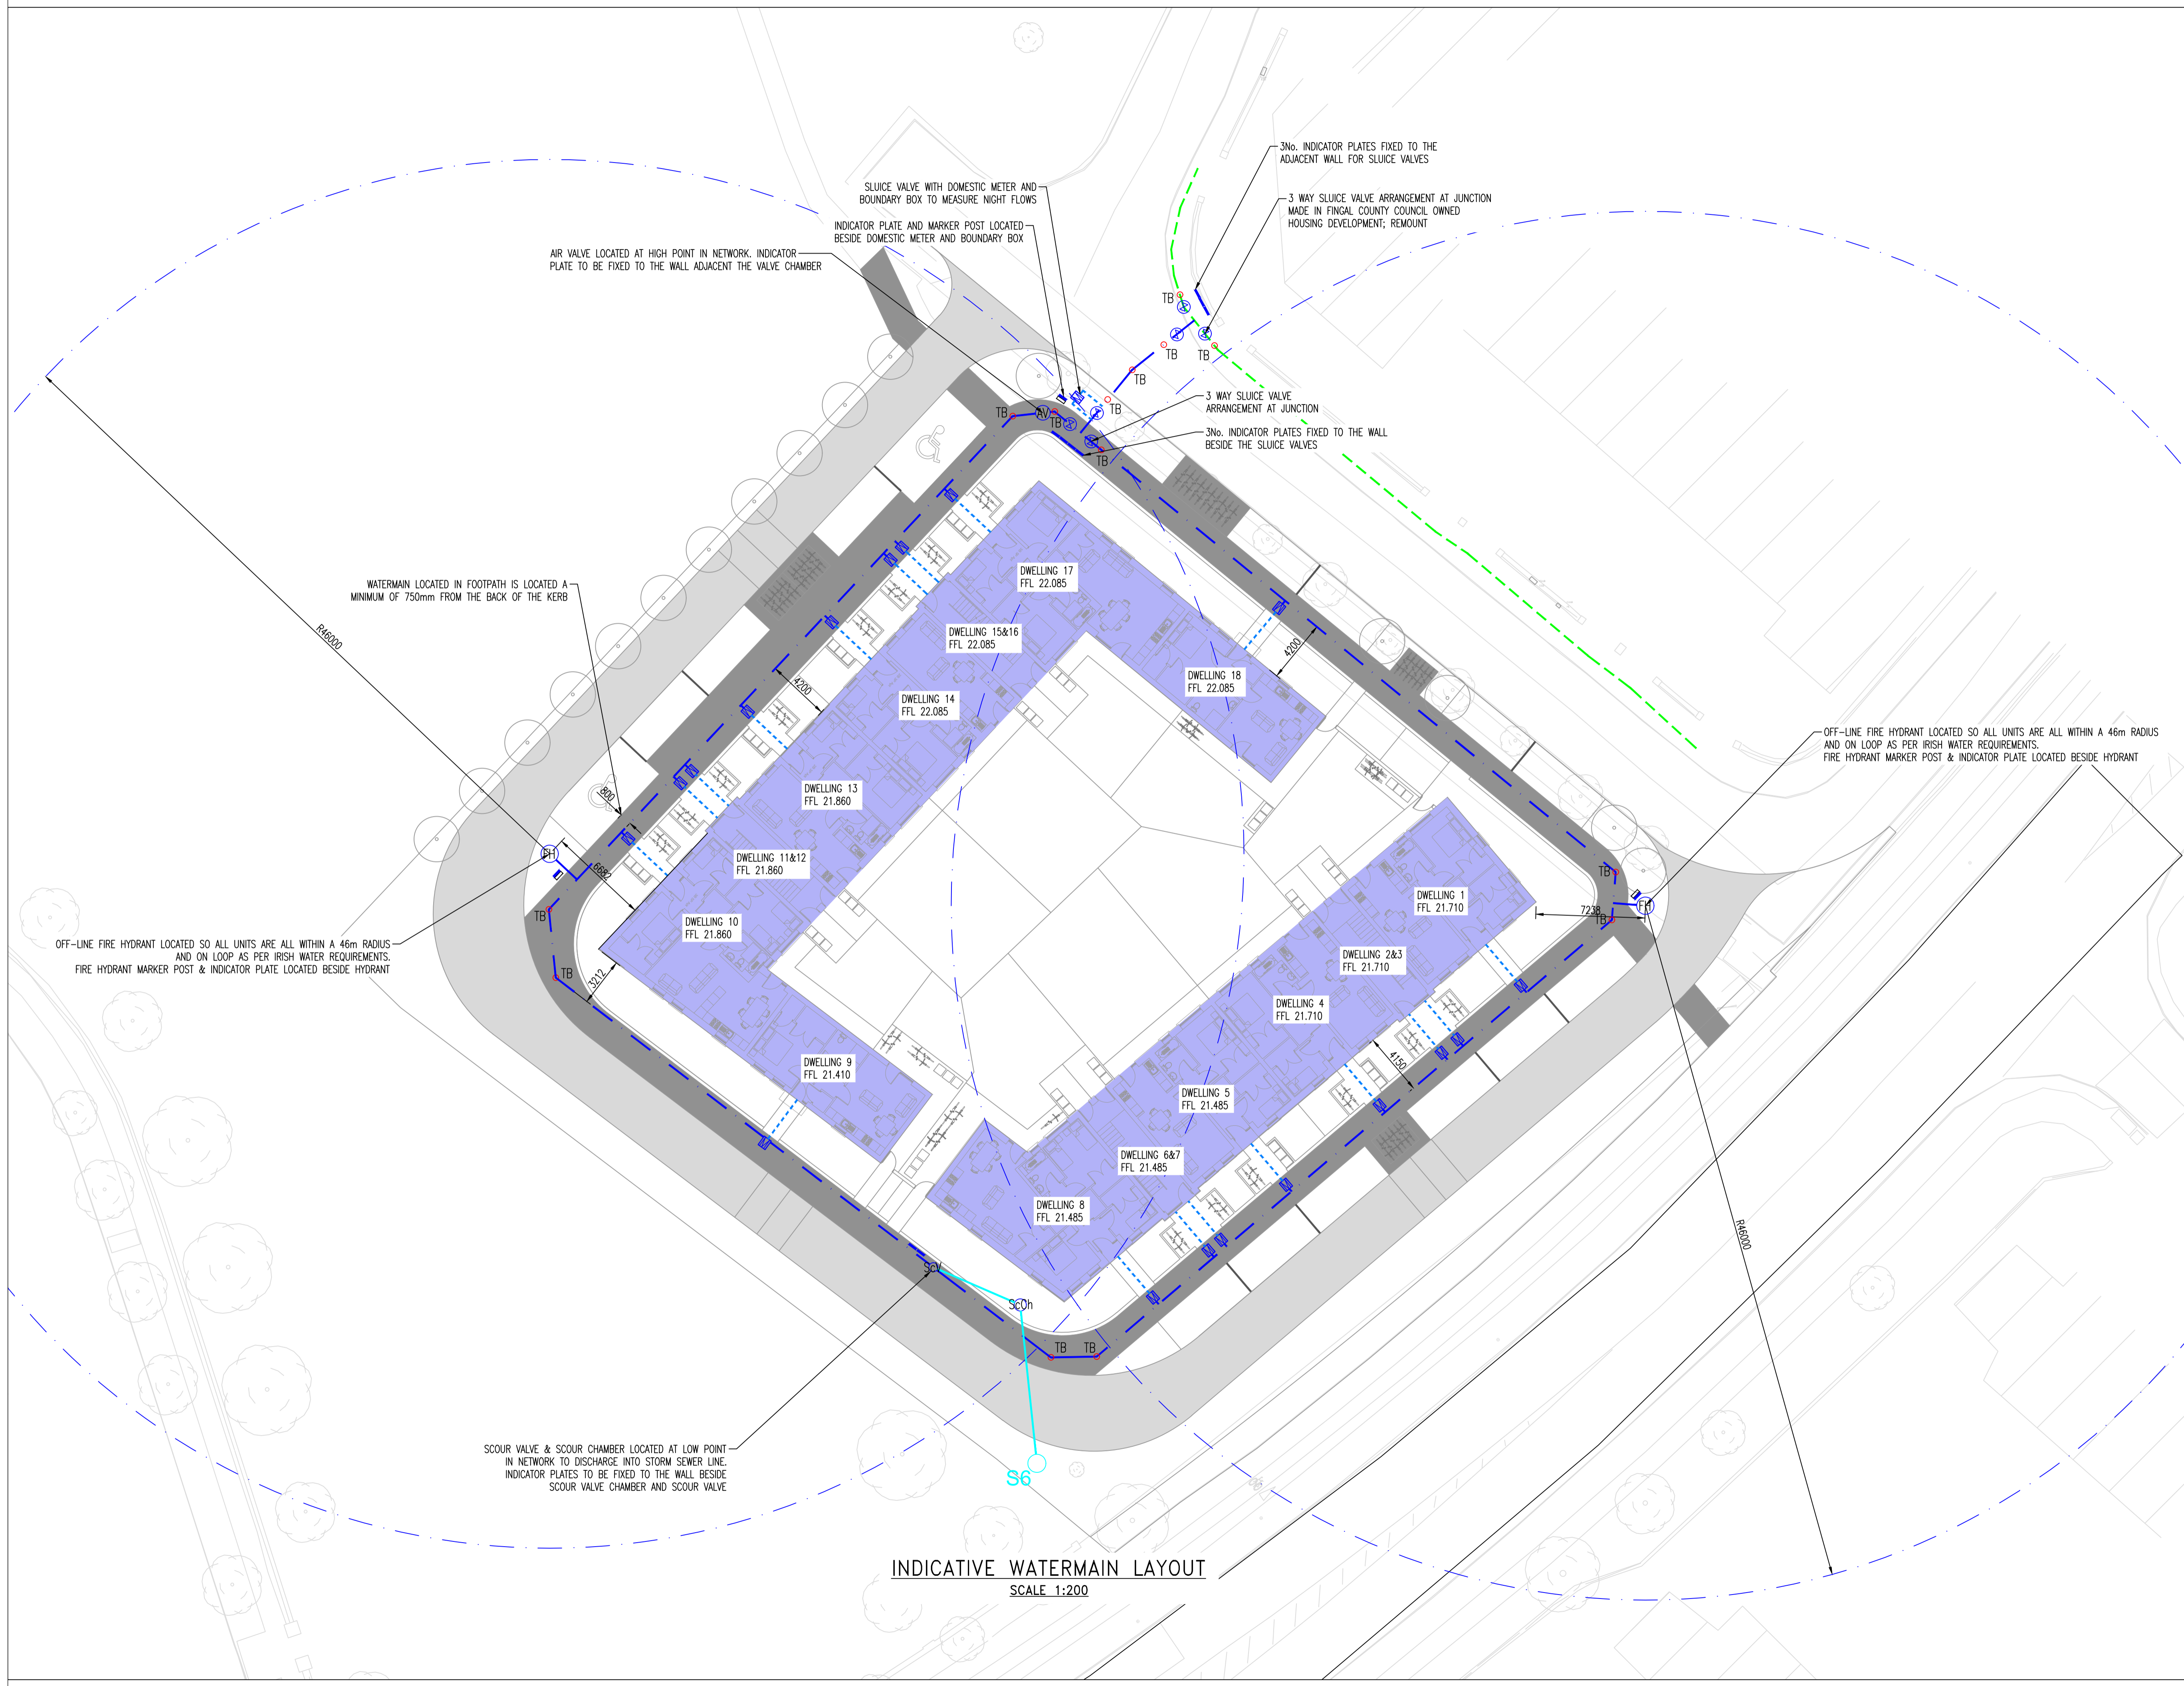 3No. INDICATOR PLATES FIXED TO THE
ADJACENT WALL FOR SLUICE VALVES
SLUICE VALVE WITH DOMESTIC METER AND
BOUNDARY BOX TO MEASURE NIGHT FLOWS
3 WAY SLUICE VALVE ARRANGEMENT AT JUNCTION
MADE IN FINGAL COUNTY COUNCIL OWNED
HOUSING DEVELOPMENT; REMOUNT
INDICATOR PLATE AND MARKER POST LOCATED
BESIDE DOMESTIC METER AND BOUNDARY BOX
AIR VALVE LOCATED AT HIGH POINT IN NETWORK. INDICATOR
PLATE TO BE FIXED TO THE WALL ADJACENT THE VALVE CHAMBER
TB
TB
TB
TB
TB
3 WAY SLUICE VALVE
ARRANGEMENT AT JUNCTION
TB
AV
TB
3No. INDICATOR PLATES FIXED TO THE WALL
BESIDE THE SLUICE VALVES
TB
DWELLING 17
FFL 22.085
WATERMAIN LOCATED IN FOOTPATH IS LOCATED A
MINIMUM OF 750mm FROM THE BACK OF THE KERB
R46000
DWELLING 15&16
FFL 22.085
4200
DWELLING 18
FFL 22.085
4200
DWELLING 14
FFL 22.085
OFF-LINE FIRE HYDRANT LOCATED SO ALL UNITS ARE ALL WITHIN A 46m RADIUS
AND ON LOOP AS PER IRISH WATER REQUIREMENTS.
FIRE HYDRANT MARKER POST & INDICATOR PLATE LOCATED BESIDE HYDRANT
DWELLING 13
FFL 21.860
800
FH
6682
DWELLING 11&12
FFL 21.860
TB
DWELLING 1
FFL 21.710
7238
FH
TB
TB
DWELLING 10
FFL 21.860
OFF-LINE FIRE HYDRANT LOCATED SO ALL UNITS ARE ALL WITHIN A 46m RADIUS
AND ON LOOP AS PER IRISH WATER REQUIREMENTS.
FIRE HYDRANT MARKER POST & INDICATOR PLATE LOCATED BESIDE HYDRANT
TB
3212
DWELLING 2&3
FFL 21.710
DWELLING 4
FFL 21.710
4150
DWELLING 9
FFL 21.410
DWELLING 5
FFL 21.485
DWELLING 6&7
FFL 21.485
DWELLING 8
FFL 21.485
R46000
ScV
ScCh
TB
TB
SCOUR VALVE & SCOUR CHAMBER LOCATED AT LOW POINT
IN NETWORK TO DISCHARGE INTO STORM SEWER LINE.
INDICATOR PLATES TO BE FIXED TO THE WALL BESIDE
SCOUR VALVE CHAMBER AND SCOUR VALVE
S6
INDICATIVE WATERMAIN LAYOUT
SCALE 1:200